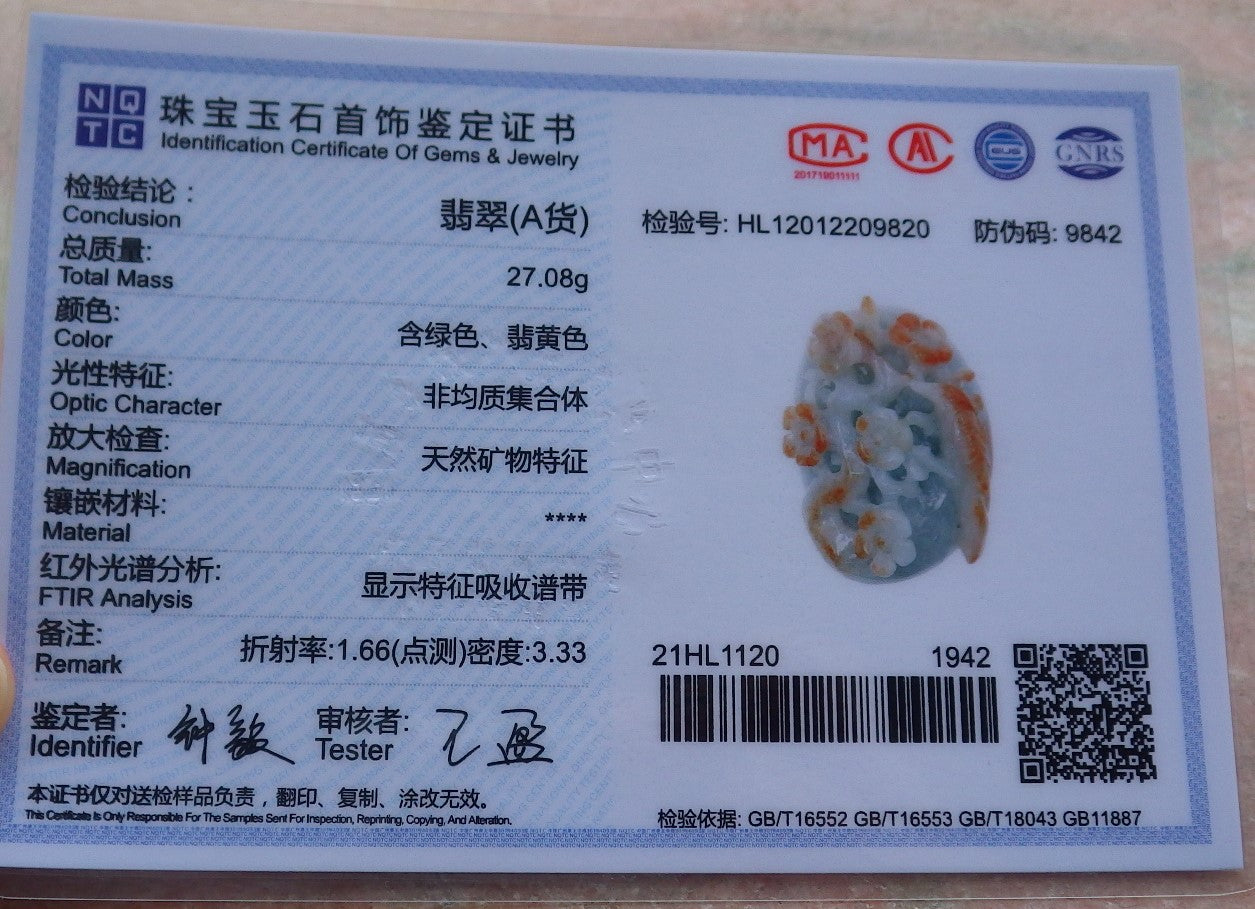 NQTC
珠宝玉石首饰鉴定证书
Identification Certificate Of Gems & Jewelry
MA
201719011111
GNRS
检验结论：
Conclusion
翡翠(A货)
总质量:
Total Mass
27.08g
颜色:
Color
含绿色、翡黄色
光性特征:
Optic Character
非均质集合体
放大检查:
Magnification
天然矿物特征
镶嵌材料:
Material
****
红外光谱分析:
FTIR Analysis
显示特征吸收谱带
备注:
Remark
折射率:1.66(点测)密度:3.33
鉴定者:
Identifier
审核者:
Tester
本证书仅对送检样品负责，翻印、复制、涂改无效。
This Certificate Is Only Responsible For The Samples Sent For Inspection, Reprinting, Copying, And Alteration.
检验号: HL12012209820 防伪码: 9842
21HL1120 1942
检验依据: GB/T16552 GB/T16553 GB/T18043 GB11887